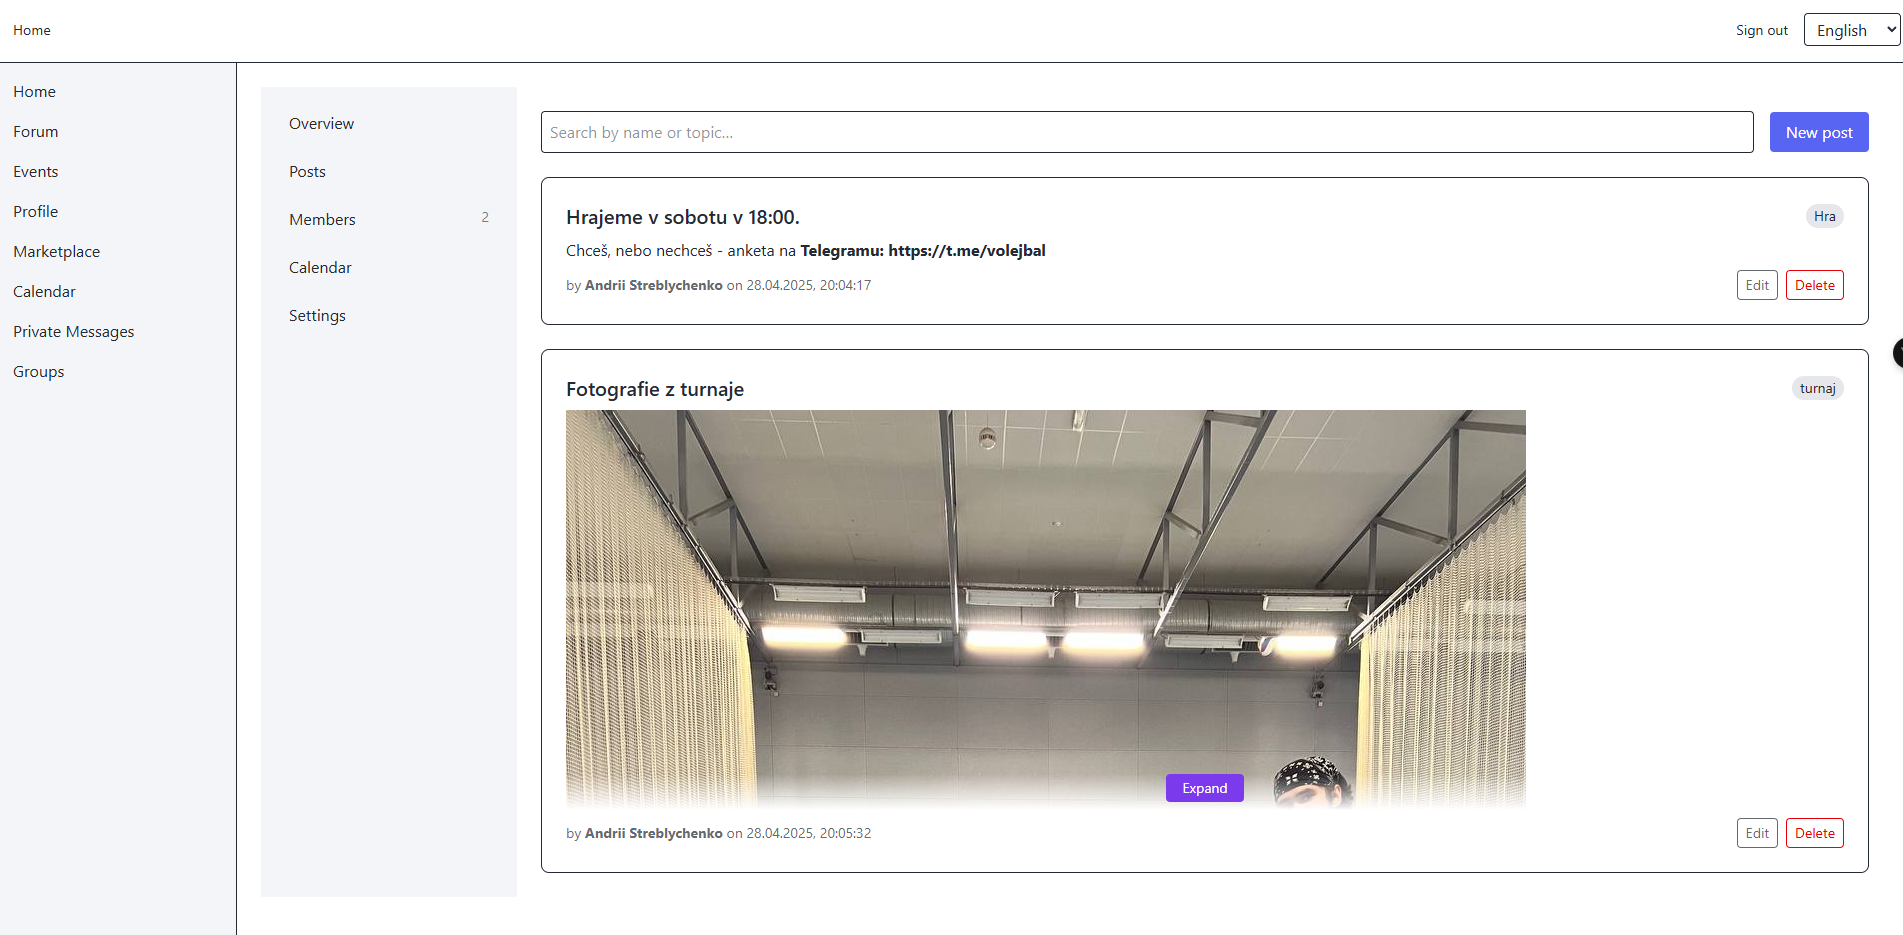 Home
Sign out
English
Home
Forum
Events
Profile
Marketplace
Calendar
Private Messages
Groups
Overview
Posts
Members 2
Calendar
Settings
Search by name or topic...
New post
Hrajeme v sobotu v 18:00.
Hra
Chceš, nebo nechceš - anketa na Telegramu: https://t.me/volejbal
by Andrii Streblychenko on 28.04.2025, 20:04:17
Edit
Delete
Fotografie z turnaje
turnaj
Expand
by Andrii Streblychenko on 28.04.2025, 20:05:32
Edit
Delete